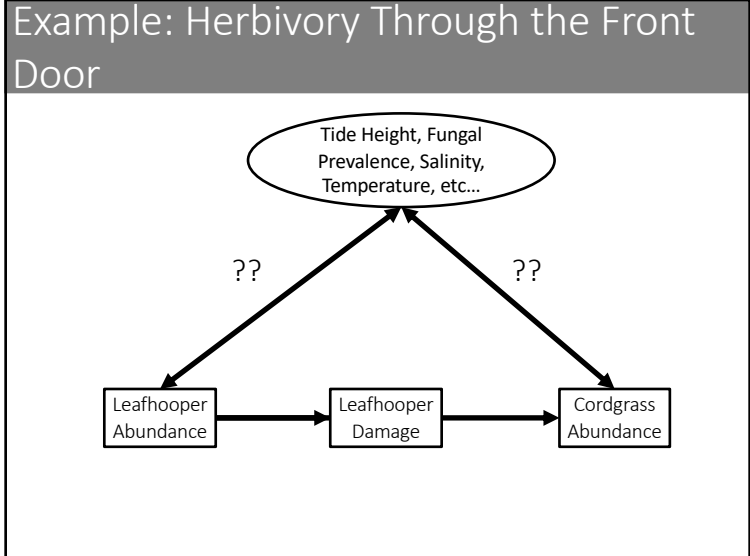 Example: Herbivory Through the Front
Door
Tide Height, Fungal
Prevalence, Salinity,
Temperature, etc...
??
??
Leafhooper
Abundance
Leafhooper
Damage
Cordgrass
Abundance